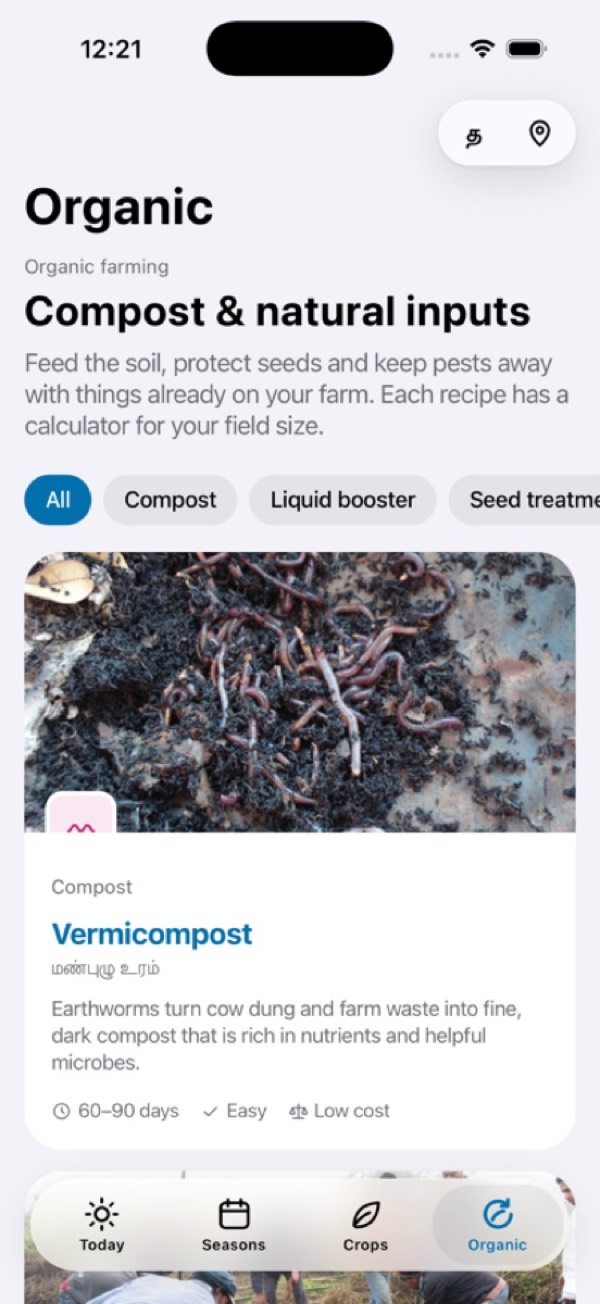 12:21
த
Organic
Organic farming
Compost & natural inputs
Feed the soil, protect seeds and keep pests away
with things already on your farm. Each recipe has a
calculator for your field size.
All
Compost
Liquid booster
Seed treatme
Compost
Vermicompost
மண்புழு உரம்
Earthworms turn cow dung and farm waste into fine,
dark compost that is rich in nutrients and helpful
microbes.
60–90 days
Easy
Low cost
Today
Seasons
Crops
Organic